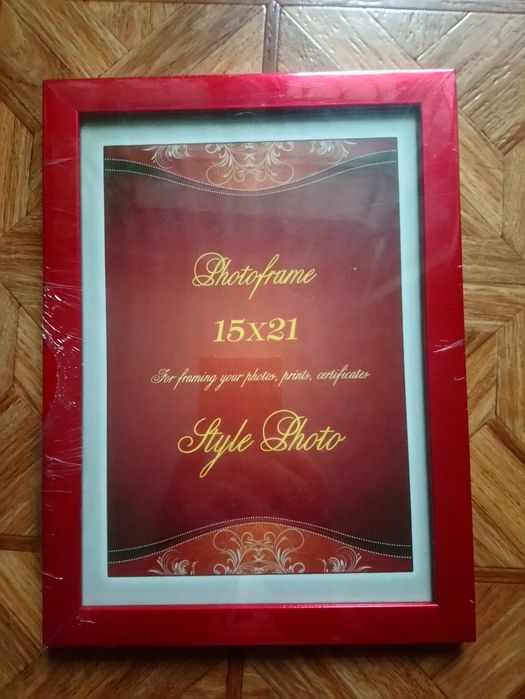 Photoframe
15x21
For framing your photos, prints, certificates
Style Photo